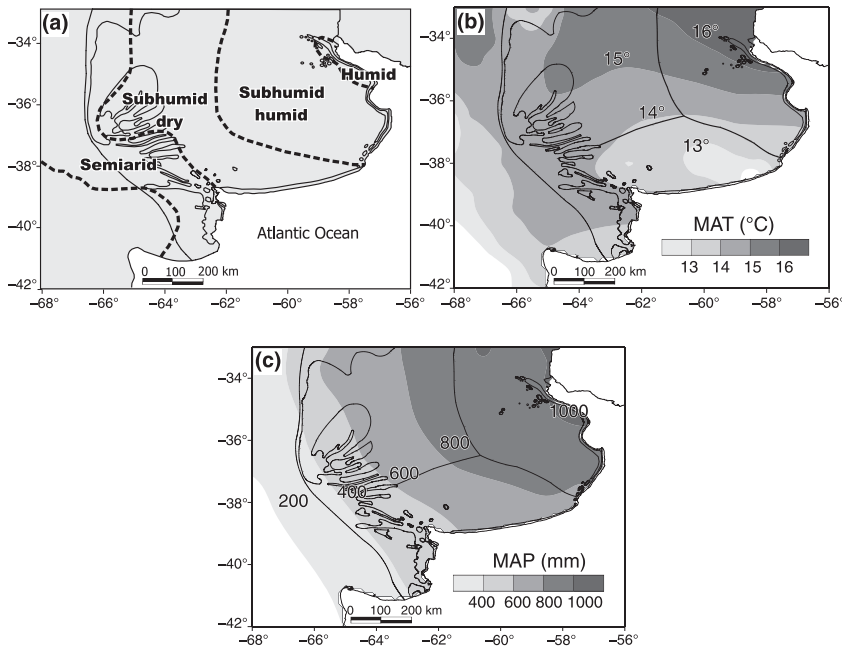 (a)
−34°
−36°
−38°
−40°
−42°
Humid
Subhumid
dry
Subhumid
humid
Semiarid
Atlantic Ocean
0 100 200 km
−68° −66° −64° −62° −60° −58° −56°
(b)
−34°
−36°
−38°
−40°
−42°
16°
15°
14°
13°
MAT (°C)
13 14 15 16
0 100 200 km
−68° −66° −64° −62° −60° −58° −56°
(c)
−34°
−36°
−38°
−40°
−42°
1000
800
600
400
200
MAP (mm)
400 600 800 1000
0 100 200 km
−68° −66° −64° −62° −60° −58° −56°